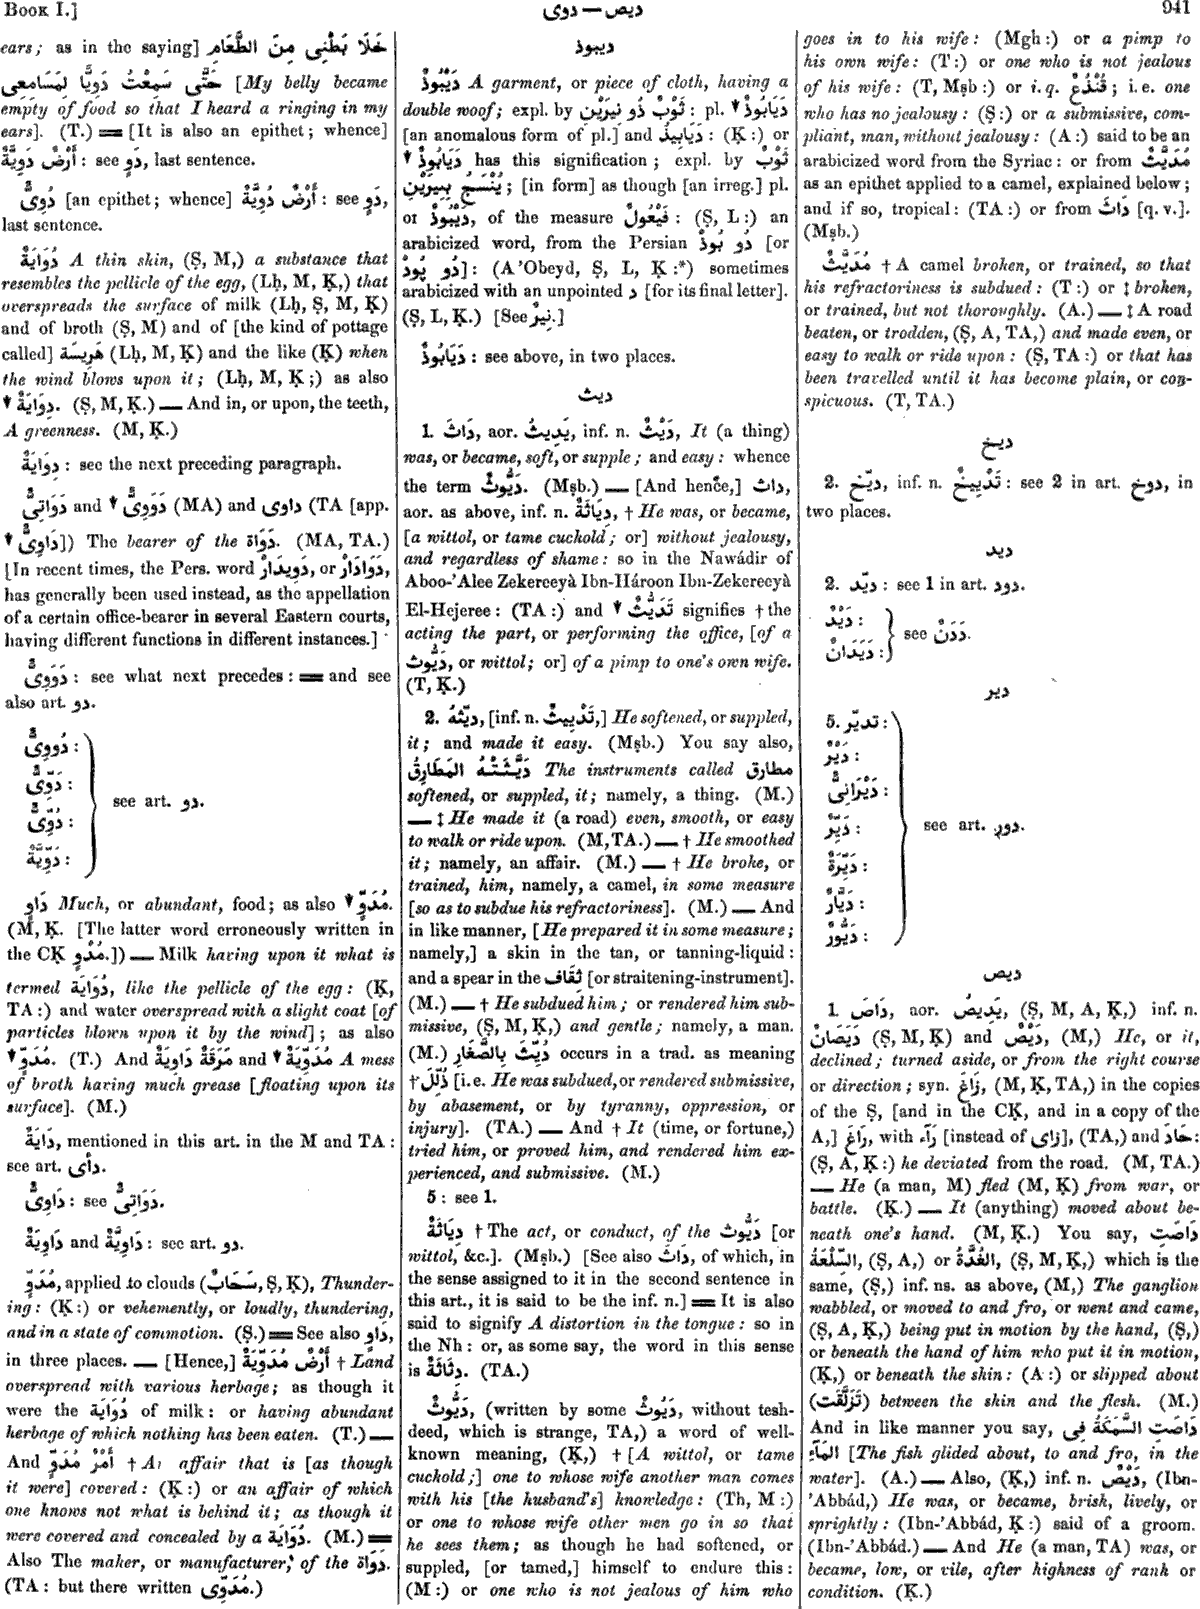 BOOK I.]
دوى — ديص
941
ears; as in the saying] خَلَا بَطْنِى مِنَ الطَّعَامِ
حَتَّى سَمِعْتُ دَوِيًّا لِمَسَامِعِى [My belly became
empty of food so that I heard a ringing in my
ears]. (T.) ═ [It is also an epithet; whence]
أَرْضٌ دَوِيَّةٌ: see دَوٍ, last sentence.
دُوِىٌّ [an epithet; whence] أَرْضٌ دُوِيَّةٌ: see دَوٍ,
last sentence.
دُوَايَةٌ A thin skin, (Ṣ, M,) a substance that
resembles the pellicle of the egg, (Lḥ, M, Ḳ,) that
overspreads the surface of milk (Lḥ, Ṣ, M, Ḳ)
and of broth (Ṣ, M) and of [the kind of pottage
called] هَرِيسَة (Lḥ, M, Ḳ) and the like (Ḳ) when
the wind blows upon it; (Lḥ, M, Ḳ;) as also
↓ دِوَايَةٌ. (Ṣ, M, Ḳ.) — And in, or upon, the teeth,
A greenness. (M, Ḳ.)
دِوَايَةٌ: see the next preceding paragraph.
دَوَاتِىٌّ and ↓ دَوَوِىٌّ (MA) and داوى (TA [app.
↓ دَاوِىٌّ]) The bearer of the دَوَاة. (MA, TA.)
[In recent times, the Pers. word دَوِيدَارْ, or دَوَادَارْ,
has generally been used instead, as the appellation
of a certain office-bearer in several Eastern courts,
having different functions in different instances.]
دَوَوِىٌّ: see what next precedes: ═ and see
also art. دو.
دُووِىٌّ:
دَوِّىٌّ:
دُوِّىٌّ:
دَوِّيَّةٌ:
see art. دو.
دَاوٍ Much, or abundant, food; as also ↓ مُدَوٍّ.
(M, Ḳ. [The latter word erroneously written in
the CḲ مُدْوٍ.]) — Milk having upon it what is
termed دُوَايَة, like the pellicle of the egg: (Ḳ,
TA:) and water overspread with a slight coat [of
particles blown upon it by the wind]; as also
↓ مُدَوٍّ. (T.) And مَرَقَةٌ دَاوِيَةٌ and ↓ مُدَوِّيَةٌ A mess
of broth having much grease [floating upon its
surface]. (M.)
دَايَةٌ, mentioned in this art. in the M and TA:
see art. دأى.
دَاوِىٌّ: see دَوَاتِىٌّ.
دَاوِيَةٌ and دَاوِيَّةٌ: see art. دو.
مُدَوٍّ, applied to clouds (سَحَابٌ, Ṣ, Ḳ), Thunder-
ing: (Ḳ:) or vehemently, or loudly, thundering,
and in a state of commotion. (Ṣ.) ═ See also دَاوٍ,
in three places. — [Hence,] أَرْضٌ مُدَوِّيَةٌ † Land
overspread with various herbage; as though it
were the دُوَايَة of milk: or having abundant
herbage of which nothing has been eaten. (T.) —
And أَمْرٌ مُدَوٍّ † An affair that is [as though
it were] covered: (Ḳ:) or an affair of which
one knows not what is behind it; as though it
were covered and concealed by a دُوَايَة. (M.) ═
Also The maker, or manufacturer, of the دَوَاة.
(TA: but there written مُدَوِّى.)
ديبوذ
دَيْبُوذٌ A garment, or piece of cloth, having a
double woof; expl. by ثَوْبٌ ذُو نِيرَيْنِ: pl. ↓ دَيَابُوذٌ
[an anomalous form of pl.] and دَيَابِيذُ: (Ḳ:) or
↓ دَيَابُوذٌ has this signification; expl. by ثَوْبٌ
يُنْسَجُ بِنِيرَيْنِ; [in form] as though [an irreg.] pl.
of دَيْبُوذٌ, of the measure فَيْعُولٌ: (Ṣ, L:) an
arabicized word, from the Persian دُو بُوذْ [or
دُو پُودْ]: (A'Obeyd, Ṣ, L, Ḳ:*) sometimes
arabicized with an unpointed د [for its final letter].
(Ṣ, L, Ḳ.) [See نِيرٌ.]
دَيَابُوذٌ: see above, in two places.
ديث
1. دَاثَ, aor. يَدِيثُ, inf. n. دَيْثٌ, It (a thing)
was, or became, soft, or supple; and easy: whence
the term دَيُّوثٌ. (Mṣb.) — [And hence,] داث,
aor. as above, inf. n. دِيَاثَةٌ, † He was, or became,
[a wittol, or tame cuckold; or] without jealousy,
and regardless of shame: so in the Nawádir of
Aboo-'Alee Zekereeyà Ibn-Hároon Ibn-Zekereeyà
El-Hejeree: (TA:) and ↓ تَدَيُّثٌ signifies † the
acting the part, or performing the office, [of a
دَيُّوث, or wittol; or] of a pimp to one's own wife.
(T, Ḳ.)
2. دَيَّثَهُ, [inf. n. تَدْيِيثٌ,] He softened, or suppled,
it; and made it easy. (Mṣb.) You say also,
دَيَّثَتْهُ المَطَارِقُ The instruments called مطارق
softened, or suppled, it; namely, a thing. (M.)
— ‡ He made it (a road) even, smooth, or easy
to walk or ride upon. (M, TA.) — † He smoothed
it; namely, an affair. (M.) — † He broke, or
trained, him, namely, a camel, in some measure
[so as to subdue his refractoriness]. (M.) — And
in like manner, [He prepared it in some measure;
namely,] a skin in the tan, or tanning-liquid:
and a spear in the ثِقَاف [or straitening-instrument].
(M.) — † He subdued him; or rendered him sub-
missive, (Ṣ, M, Ḳ,) and gentle; namely, a man.
(M.) دُيِّثَ بِالصَّغَارِ occurs in a trad. as meaning
† ذُلِّلَ [i. e. He was subdued, or rendered submissive,
by abasement, or by tyranny, oppression, or
injury]. (TA.) — And † It (time, or fortune,)
tried him, or proved him, and rendered him ex-
perienced, and submissive. (M.)
5: see 1.
دِيَاثَةٌ † The act, or conduct, of the دَيُّوث [or
wittol, &c.]. (Mṣb.) [See also دَاثَ, of which, in
the sense assigned to it in the second sentence in
this art., it is said to be the inf. n.] ═ It is also
said to signify A distortion in the tongue: so in
the Nh: or, as some say, the word in this sense
is دِثَاثَةٌ. (TA.)
دَيُّوثٌ, (written by some دَيُوثٌ, without tesh-
deed, which is strange, TA,) a word of well-
known meaning, (Ḳ,) † [A wittol, or tame
cuckold;] one to whose wife another man comes
with his [the husband's] knowledge: (Th, M:)
or one to whose wife other men go in so that
he sees them; as though he had softened, or
suppled, [or tamed,] himself to endure this:
(M:) or one who is not jealous of him who
goes in to his wife: (Mgh:) or a pimp to
his own wife: (T:) or one who is not jealous
of his wife: (T, Mṣb:) or i. q. قُنْذُعٌ; i. e. one
who has no jealousy: (Ṣ:) or a submissive, com-
pliant, man, without jealousy: (A:) said to be an
arabicized word from the Syriac: or from مُدَيَّثٌ
as an epithet applied to a camel, explained below;
and if so, tropical: (TA:) or from دَاثَ [q. v.].
(Mṣb.)
مُدَيَّثٌ † A camel broken, or trained, so that
his refractoriness is subdued: (T:) or ‡ broken,
or trained, but not thoroughly. (A.) — ‡ A road
beaten, or trodden, (Ṣ, A, TA,) and made even, or
easy to walk or ride upon: (Ṣ, TA:) or that has
been travelled until it has become plain, or con-
spicuous. (T, TA.)
ديخ
2. ديّخ, inf. n. تَدْيِيخٌ: see 2 in art. دوخ, in
two places.
ديد
2. ديّد: see 1 in art. دود.
دَيْدٌ:
دَيَدَانٌ:
see دَدَنٌ.
دير
5. تديّر:
دَيْرٌ:
دَيْرَانِىٌّ:
دَيِّرٌ:
دَيِّرَةٌ:
دَيَّارٌ:
دَيُّورٌ:
see art. دور.
ديص
1. دَاصَ, aor. يَدِيصُ, (Ṣ, M, A, Ḳ,) inf. n.
دَيَصَانٌ (Ṣ, M, Ḳ) and دَيْصٌ, (M,) He, or it,
declined; turned aside, or from the right course
or direction; syn. زَاغَ, (M, Ḳ, TA,) in the copies
of the Ṣ, [and in the CḲ, and in a copy of the
A,] رَاغَ, with رَآء [instead of زاى], (TA,) and حَادَ:
(Ṣ, A, Ḳ:) he deviated from the road. (M, TA.)
— He (a man, M) fled (M, Ḳ) from war, or
battle. (Ḳ.) — It (anything) moved about be-
neath one's hand. (M, Ḳ.) You say, دَاصَتِ
السِّلْعَةُ, (Ṣ, A,) or الغُدَّةُ, (Ṣ, M, Ḳ,) which is the
same, (Ṣ,) inf. ns. as above, (M,) The ganglion
wabbled, or moved to and fro, or went and came,
(Ṣ, A, Ḳ,) being put in motion by the hand, (Ṣ,)
or beneath the hand of him who put it in motion,
(Ḳ,) or beneath the skin: (A:) or slipped about
(تَزَلَّقَتْ) between the skin and the flesh. (M.)
And in like manner you say, دَاصَتِ السَّمَكَةُ فِى
المَآءِ [The fish glided about, to and fro, in the
water]. (A.) — Also, (Ḳ,) inf. n. دَيْصٌ, (Ibn-
'Abbád,) He was, or became, brisk, lively, or
sprightly: (Ibn-'Abbád, Ḳ:) said of a groom.
(Ibn-'Abbád.) — And He (a man, TA) was, or
became, low, or vile, after highness of rank or
condition. (Ḳ.)